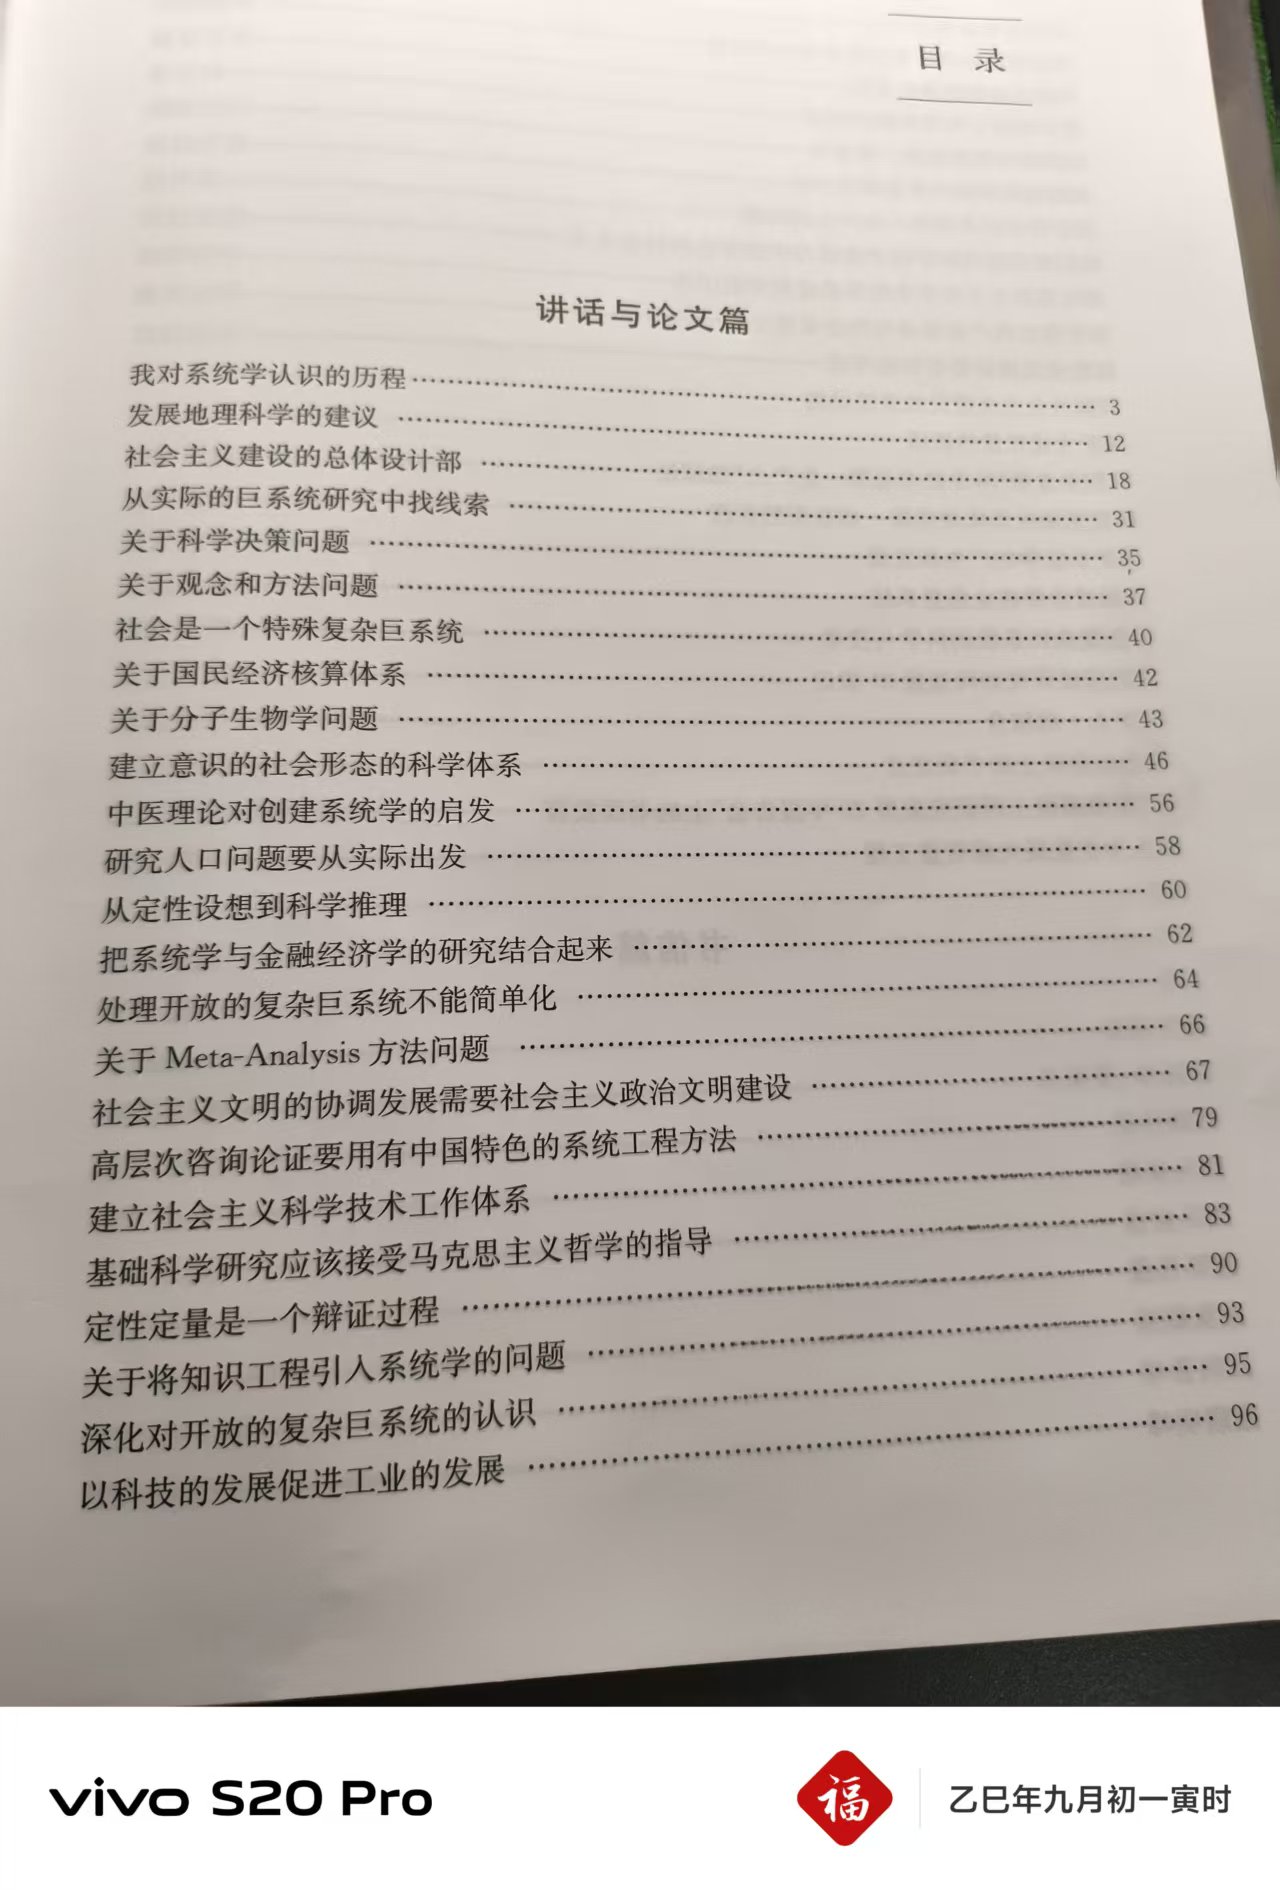 目 录
讲话与论文篇
我对系统学认识的历程 …… 3
发展地理科学的建议 …… 12
社会主义建设的总体设计部 …… 18
从实际的巨系统研究中找线索 …… 31
关于科学决策问题 …… 35
关于观念和方法问题 …… 37
社会是一个特殊复杂巨系统 …… 40
关于国民经济核算体系 …… 42
关于分子生物学问题 …… 43
建立意识的社会形态的科学体系 …… 46
中医理论对创建系统学的启发 …… 56
研究人口问题要从实际出发 …… 58
从定性设想到科学推理 …… 60
把系统学与金融经济学的研究结合起来 …… 62
处理开放的复杂巨系统不能简单化 …… 64
关于 Meta-Analysis 方法问题 …… 66
社会主义文明的协调发展需要社会主义政治文明建设 …… 67
高层次咨询论证要用有中国特色的系统工程方法 …… 79
建立社会主义科学技术工作体系 …… 81
基础科学研究应该接受马克思主义哲学的指导 …… 83
定性定量是一个辩证过程 …… 90
关于将知识工程引入系统学的问题 …… 93
深化对开放的复杂巨系统的认识 …… 95
以科技的发展促进工业的发展 …… 96
vivo S20 Pro
福
乙巳年九月初一寅时